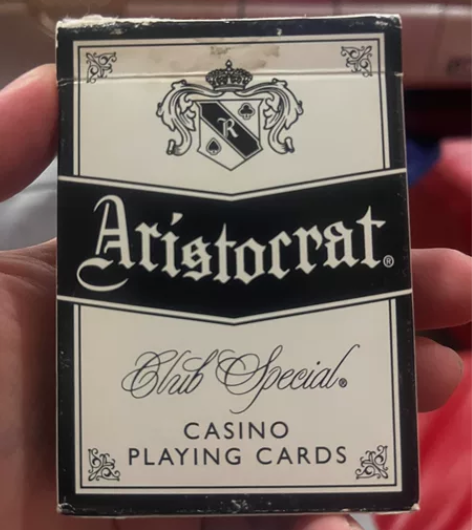 R
Aristocrat®
Club Special®
CASINO
PLAYING CARDS